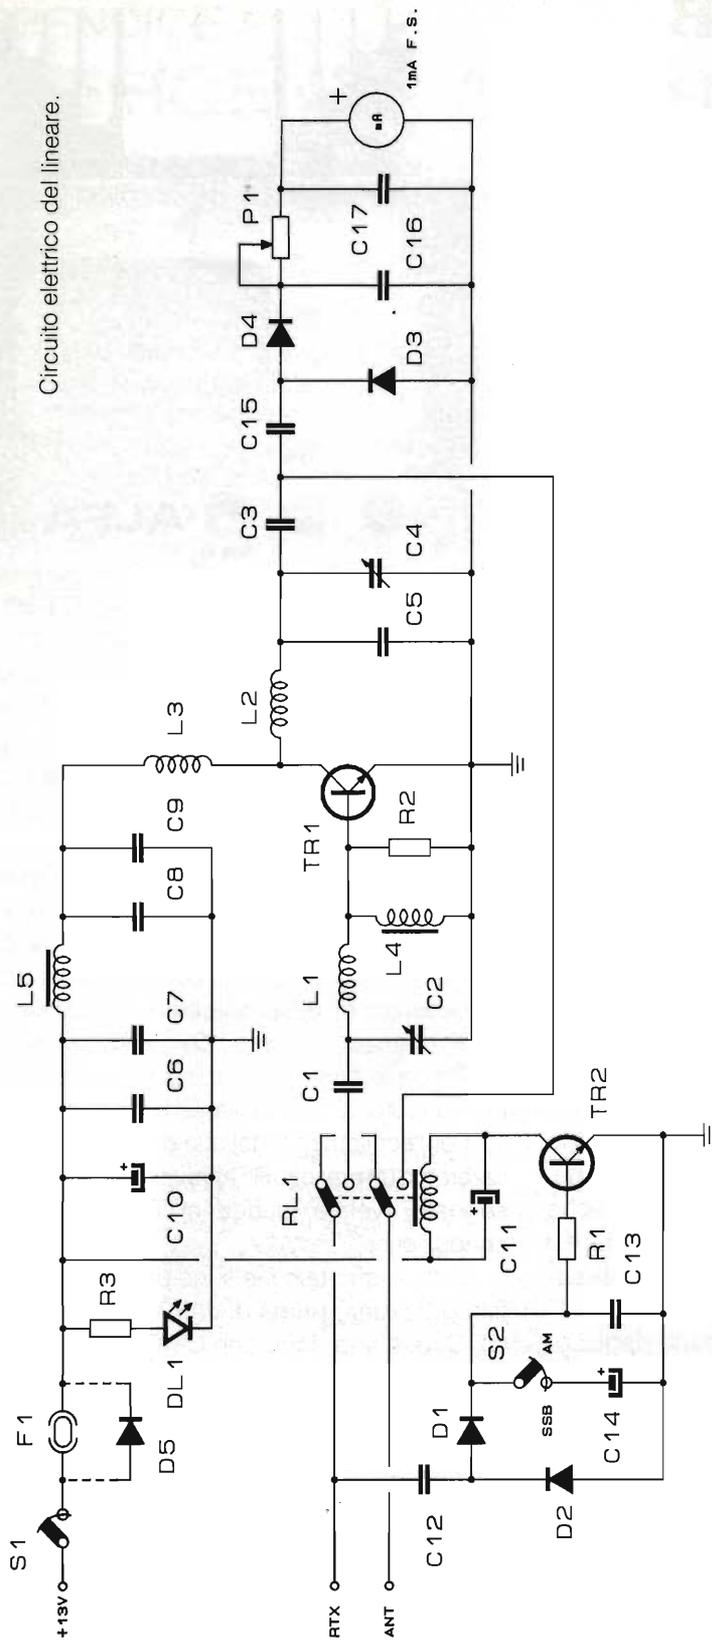 Circuito elettrico del lineare.
+13V
S1
F1
D5
R3
DL1
C10
C6
C7
L5
C8
C9
L3
L2
TR1
R2
L4
L1
C2
C1
RL1
C11
TR2
R1
C13
S2
AM
SSB
C14
D1
D2
C12
RTX
ANT
C5
C4
C3
C15
D4
D3
P1
C17
C16
+
mA
1mA F.S.